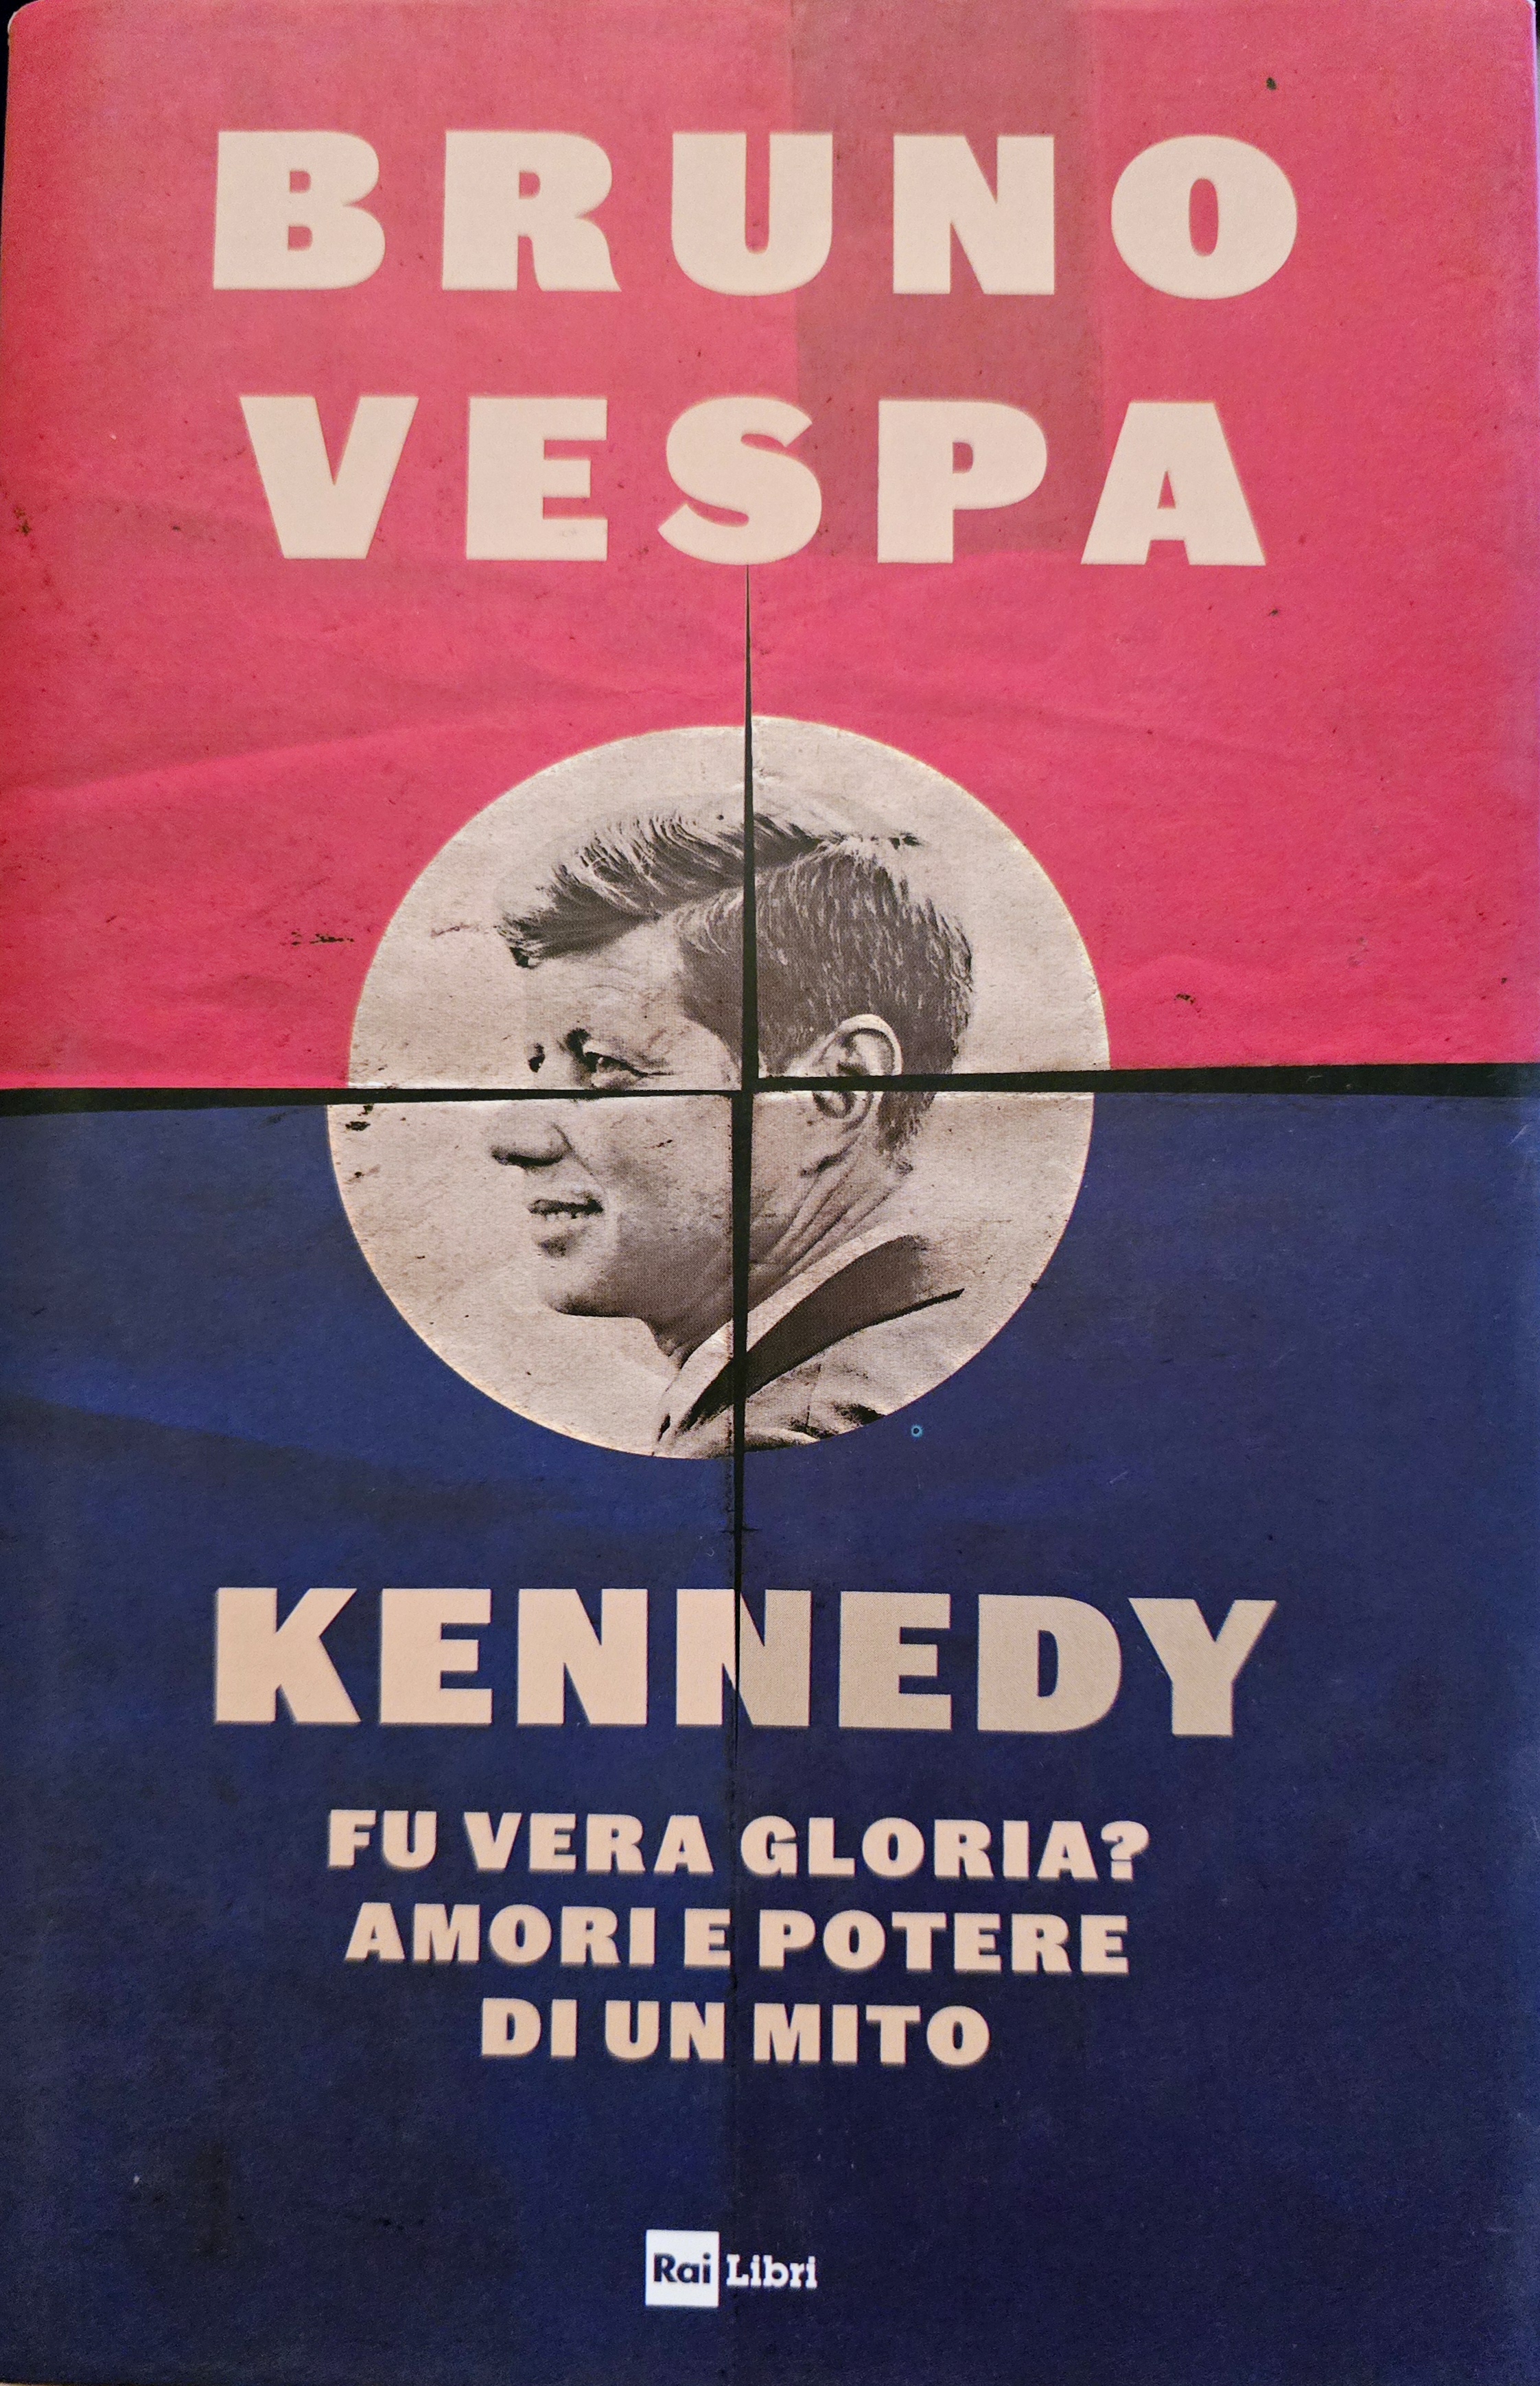 BRUNO
VESPA
KENNEDY
FU VERA GLORIA?
AMORI E POTERE
DI UN MITO
Rai Libri